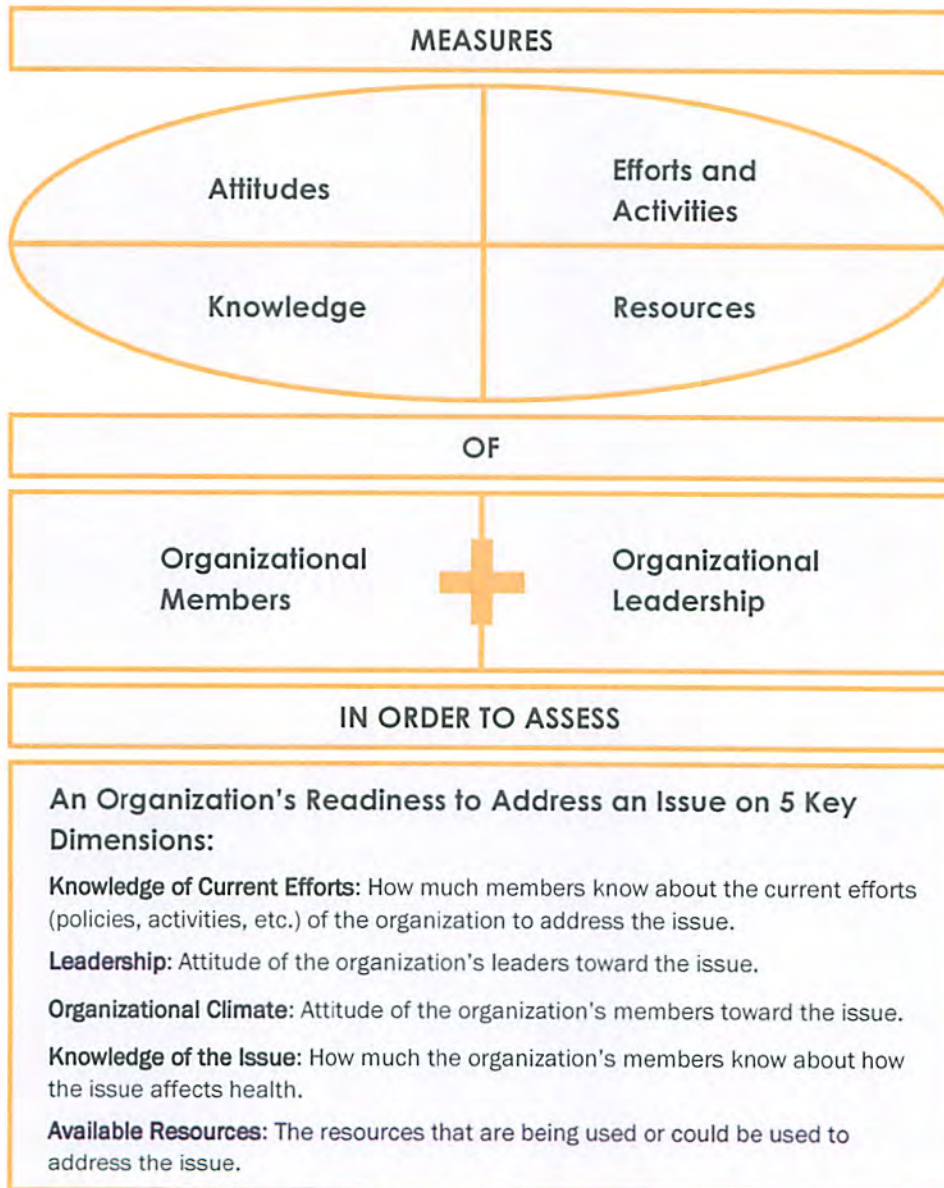 MEASURES
Attitudes
Efforts and
Activities
Knowledge
Resources
OF
Organizational
Members
Organizational
Leadership
IN ORDER TO ASSESS
An Organization's Readiness to Address an Issue on 5 Key
Dimensions:
Knowledge of Current Efforts: How much members know about the current efforts
(policies, activities, etc.) of the organization to address the issue.
Leadership: Attitude of the organization's leaders toward the issue.
Organizational Climate: Attitude of the organization's members toward the issue.
Knowledge of the Issue: How much the organization's members know about how
the issue affects health.
Available Resources: The resources that are being used or could be used to
address the issue.